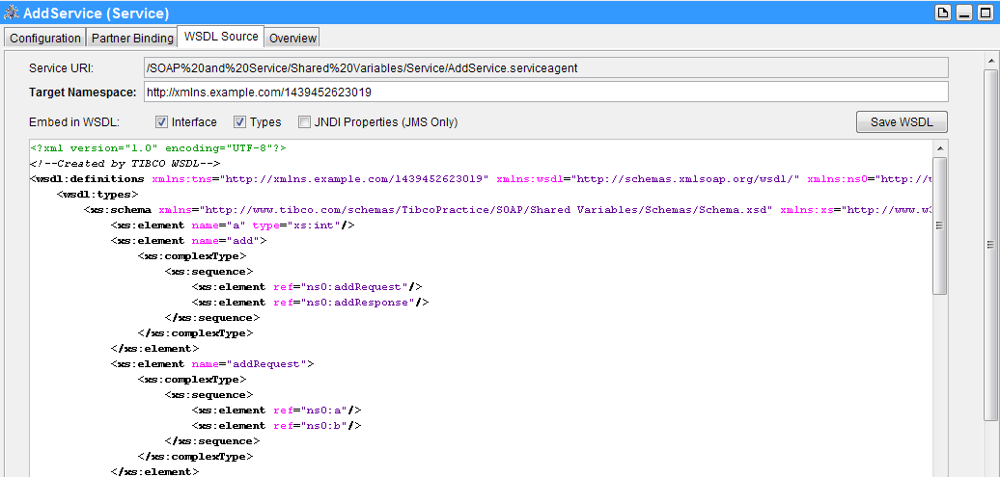 AddService (Service)
Configuration Partner Binding WSDL Source Overview
Service URI: /SOAP%20and%20Service/Shared%20Variables/Service/AddService.serviceagent
Target Namespace: http://xmlns.example.com/1439452623019
Embed in WSDL: Interface Types JNDI Properties (JMS Only) Save WSDL
<?xml version="1.0" encoding="UTF-8"?>
<!--Created by TIBCO WSDL-->
<wsdl:definitions xmlns:tns="http://xmlns.example.com/1439452623019" xmlns:wsdl="http://schemas.xmlsoap.org/wsdl/" xmlns:ns0="http://w
<wsdl:types>
<xs:schema xmlns="http://www.tibco.com/schemas/TibcoPractice/SOAP/Shared Variables/Schemas/Schema.xsd" xmlns:xs="http://www.w3
<xs:element name="a" type="xs:int"/>
<xs:element name="add">
<xs:complexType>
<xs:sequence>
<xs:element ref="ns0:addRequest"/>
<xs:element ref="ns0:addResponse"/>
</xs:sequence>
</xs:complexType>
</xs:element>
<xs:element name="addRequest">
<xs:complexType>
<xs:sequence>
<xs:element ref="ns0:a"/>
<xs:element ref="ns0:b"/>
</xs:sequence>
</xs:complexType>
</xs:element>